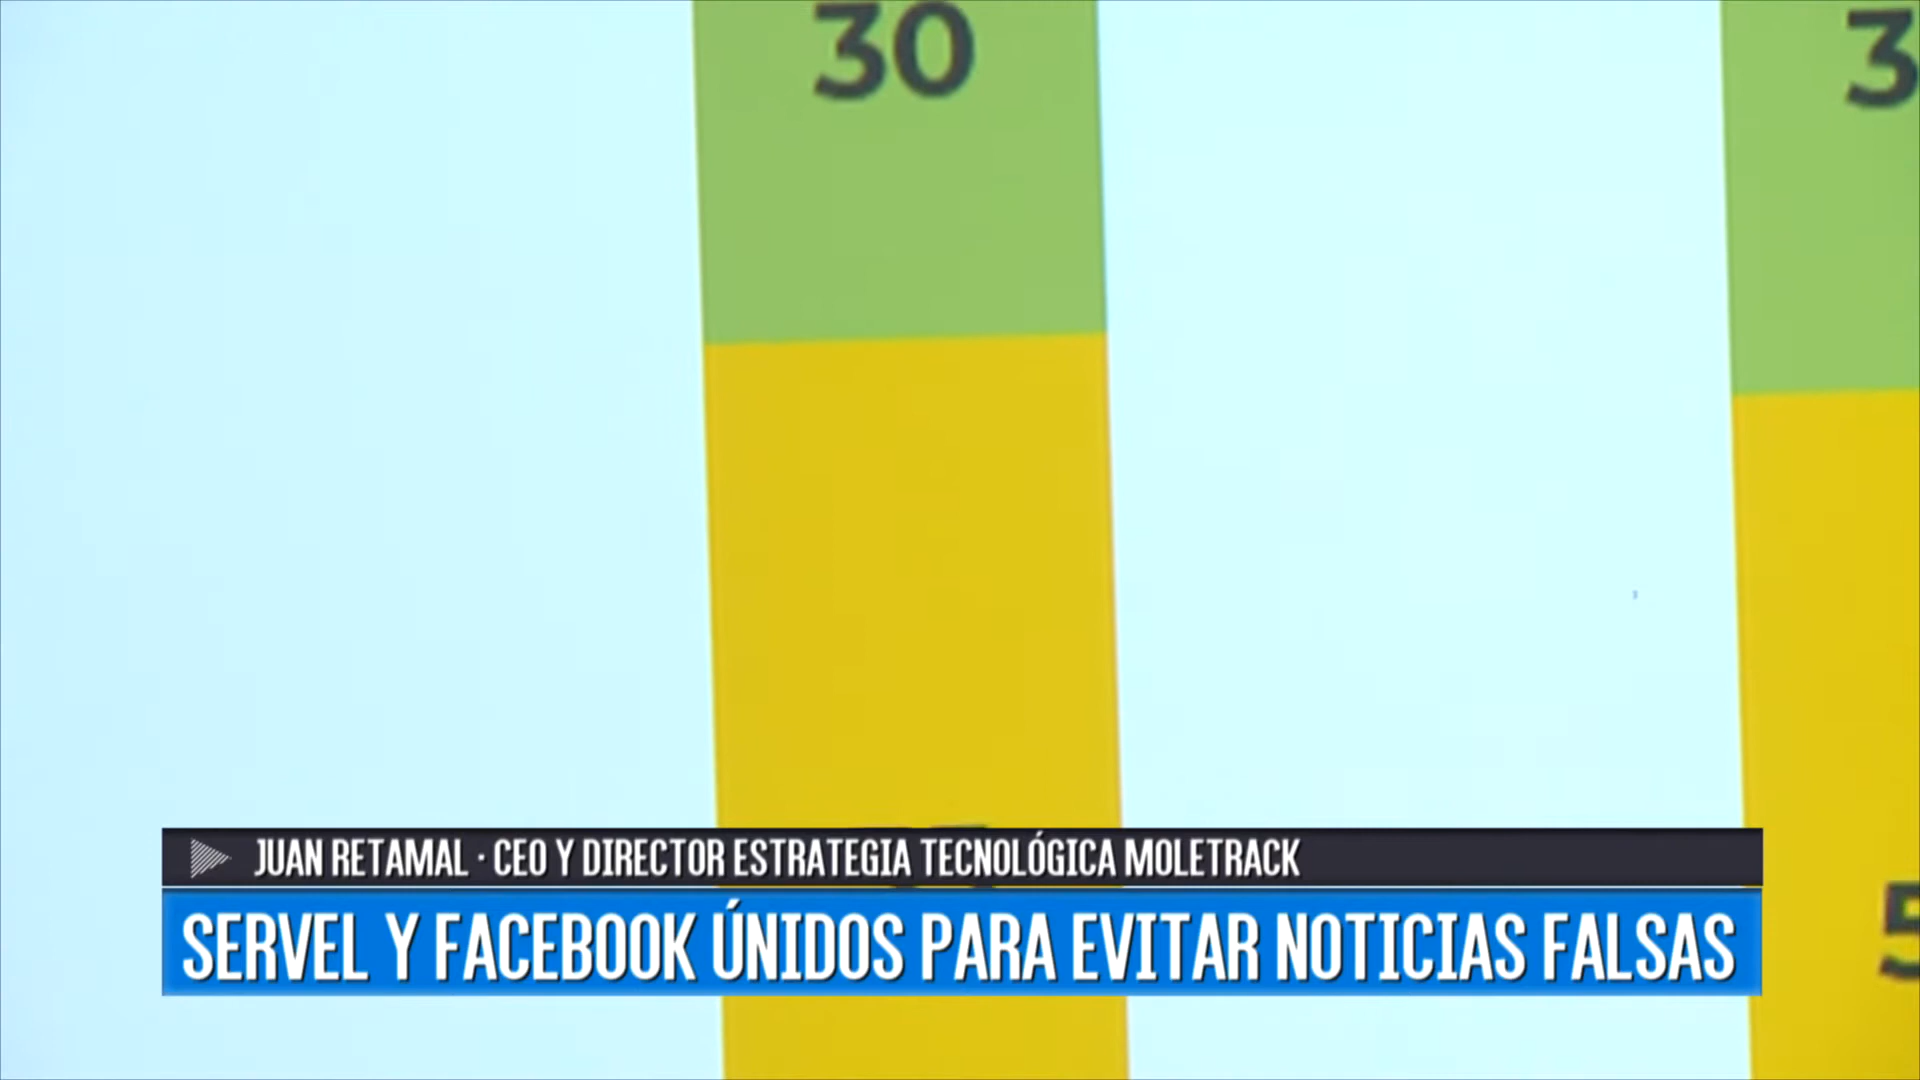 30
JUAN RETAMAL · CEO Y DIRECTOR ESTRATEGIA TECNOLÓGICA MOLETRACK
SERVEL Y FACEBOOK ÚNIDOS PARA EVITAR NOTICIAS FALSAS